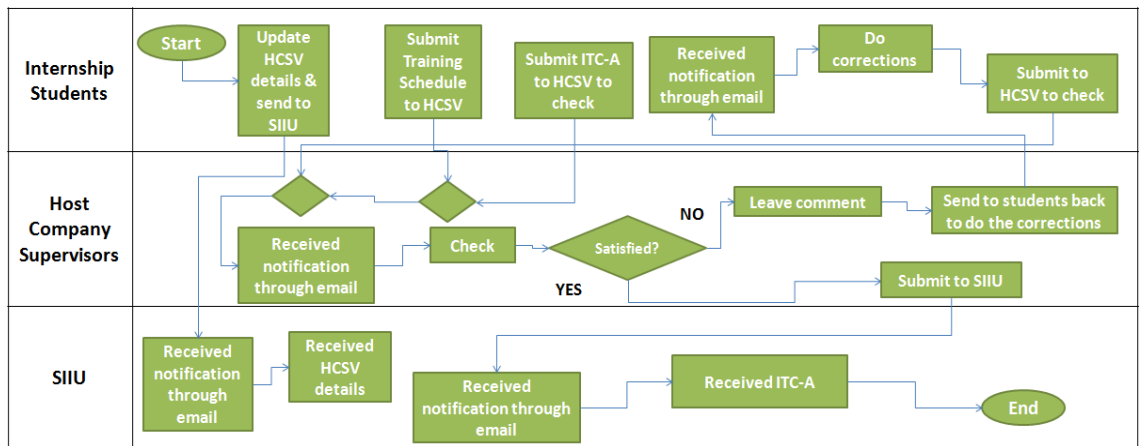 Internship
Students
Start
Update
HCSV
details &
send to
SIIU
Submit
Training
Schedule
to HCSV
Submit ITC-A
to HCSV to
check
Received
notification
through email
Do
corrections
Submit to
HCSV to check
Host
Company
Supervisors
Received
notification
through email
Check
Satisfied?
NO
YES
Leave comment
Send to students back
to do the corrections
Submit to SIIU
SIIU
Received
notification
through
email
Received
HCSV
details
Received
notification through
email
Received ITC-A
End